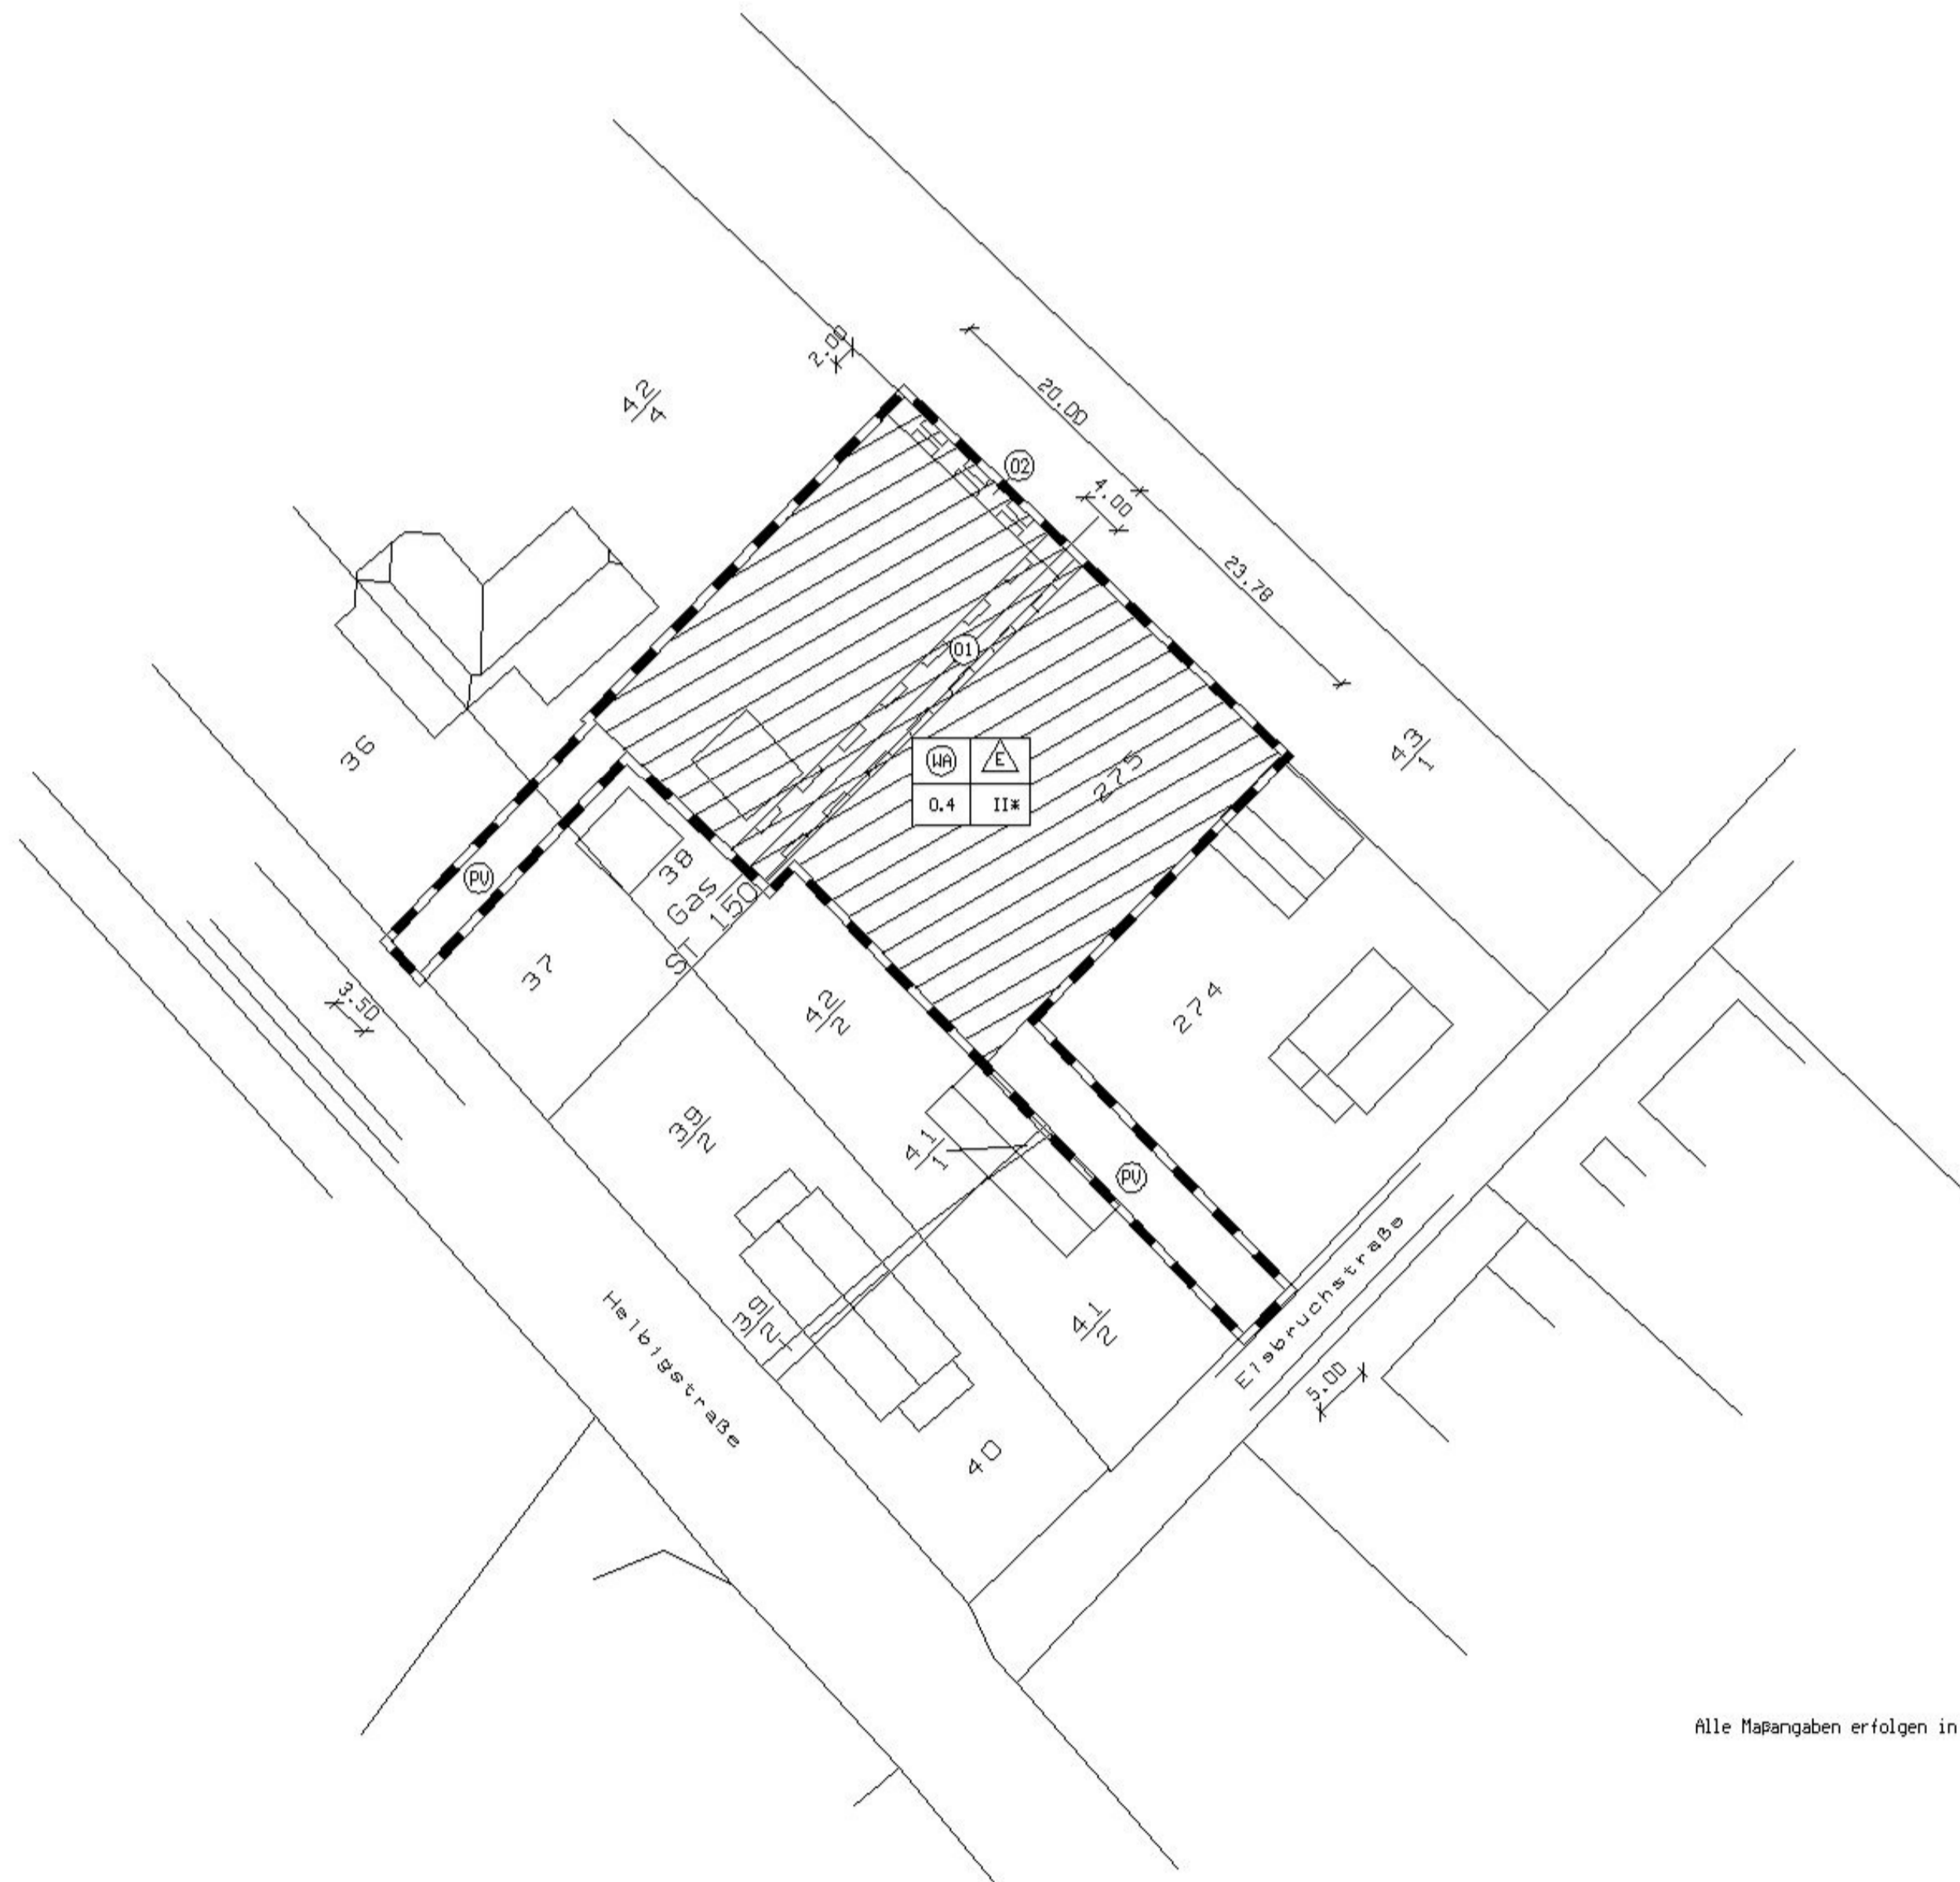 2.00
42/4
20.00
02
4.00
23.78
01
36
43/1
WA
E
275
0.4
II*
PV
38
Gas
ST 150
37
3.50
42/2
274
39/2
41/1
PV
Elsbruchstraße
Helbigstraße
39/2
1
41/2
5.00
40
Alle Maßangaben erfolgen in